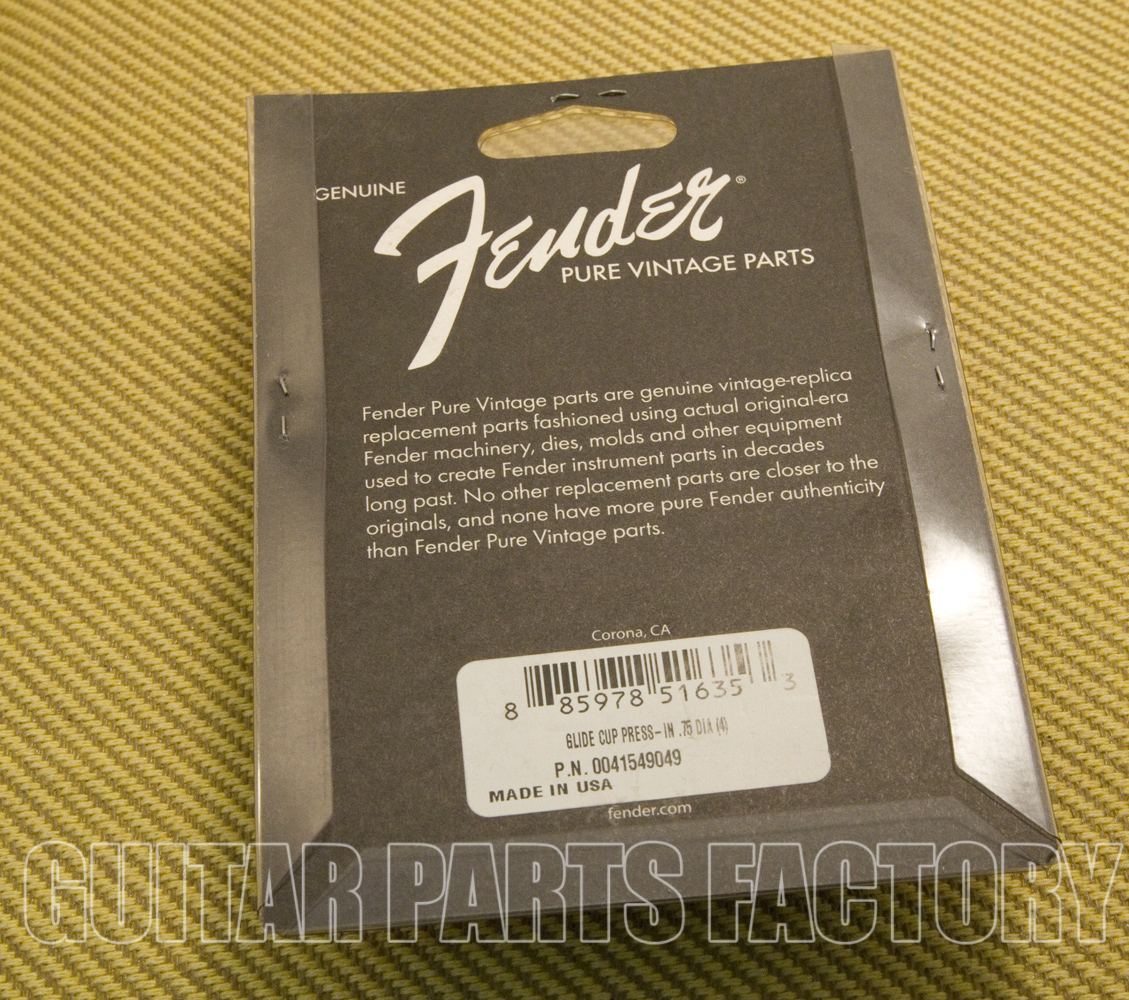 GENUINE
Fender®
PURE VINTAGE PARTS
Fender Pure Vintage parts are genuine vintage-replica
replacement parts fashioned using actual original-era
Fender machinery, dies, molds and other equipment
used to create Fender instrument parts in decades
long past. No other replacement parts are closer to the
originals, and none have more pure Fender authenticity
than Fender Pure Vintage parts.
Corona, CA
8 85978 51635 3
GLIDE CUP PRESS-IN .75 DIA (4)
P.N. 0041549049
MADE IN USA
fender.com
GUITAR PARTS FACTORY